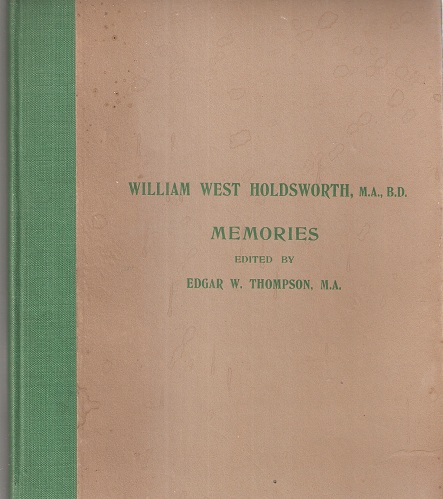 WILLIAM WEST HOLDSWORTH, M.A., B.D.
MEMORIES
EDITED BY
EDGAR W. THOMPSON, M.A.